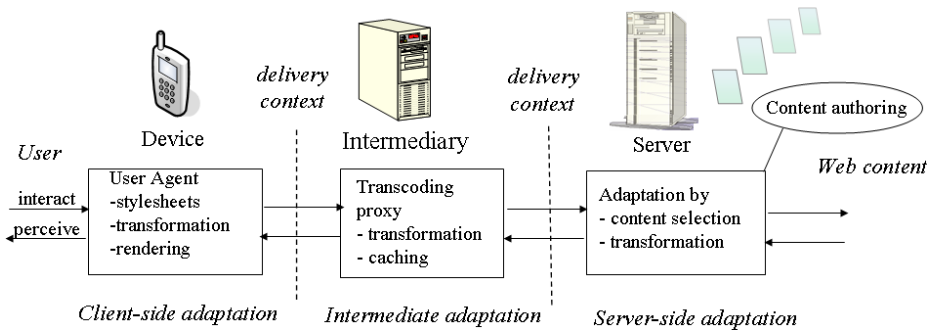 delivery
context
delivery
context
Content authoring
Device
Intermediary
Server
User
Web content
User Agent
-stylesheets
-transformation
-rendering
Transcoding
proxy
- transformation
- caching
Adaptation by
- content selection
- transformation
interact
perceive
Client-side adaptation
Intermediate adaptation
Server-side adaptation